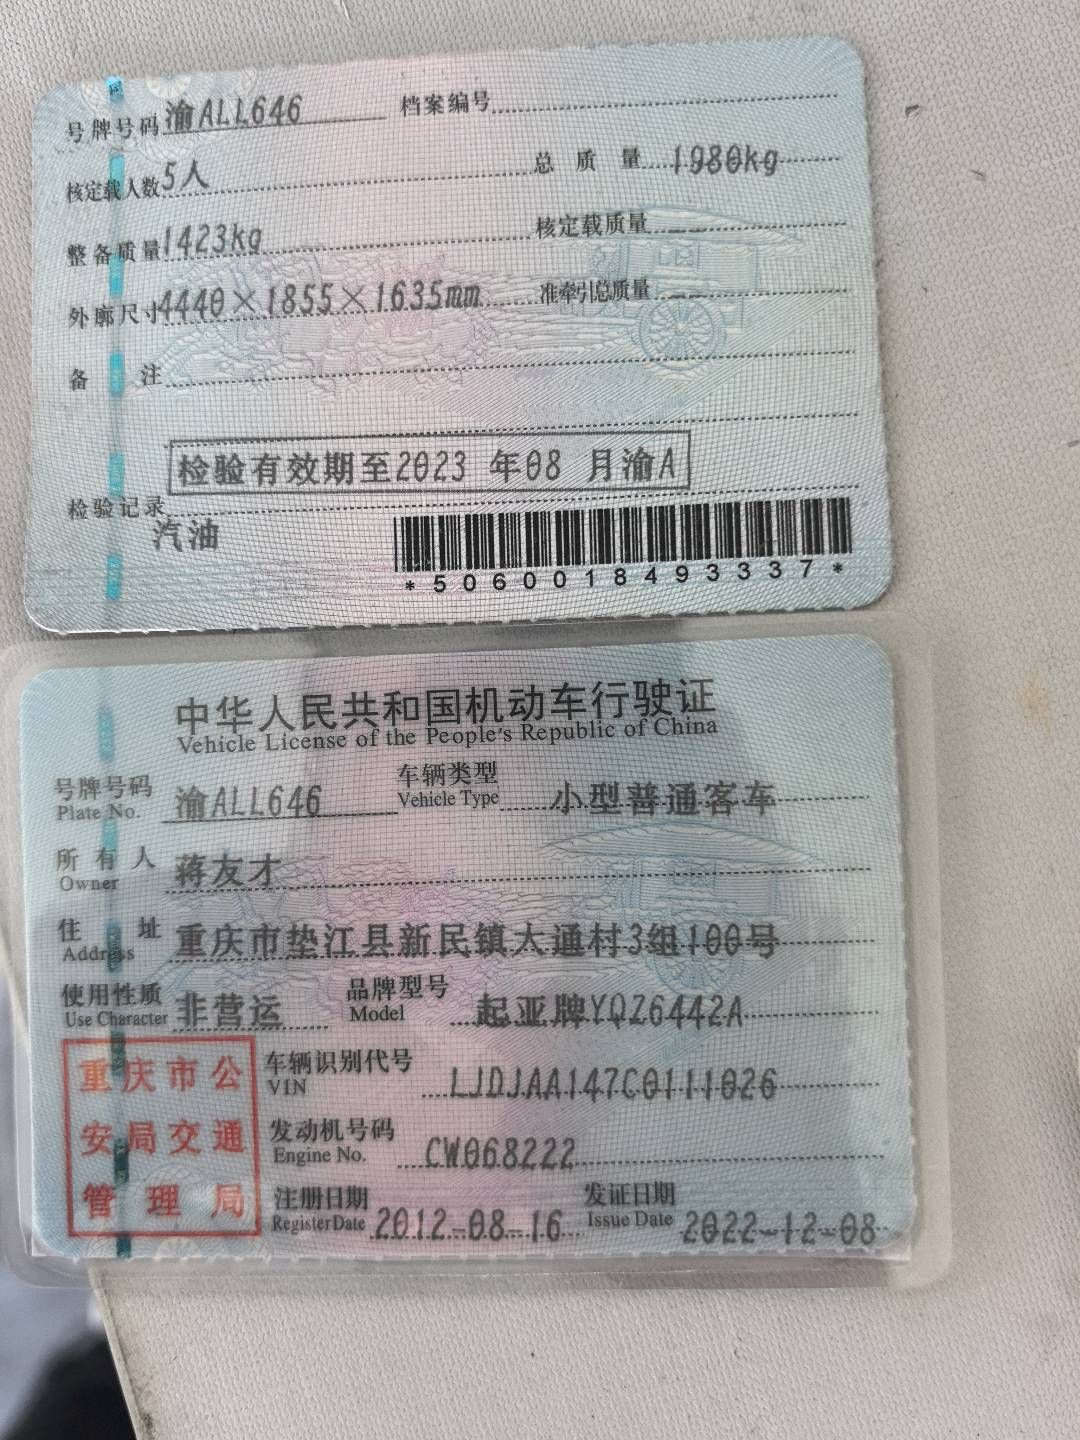 号牌号码 渝ALL646 档案编号
核定载人数 5人 总质量 1980kg
整备质量 1423kg 核定载质量 --
外廓尺寸 4440×1855×1635mm 准牵引总质量 --
备注
检验有效期至2023 年08 月渝A
检验记录
汽油
*5060018493337*
中华人民共和国机动车行驶证
Vehicle License of the People's Republic of China
号牌号码 渝ALL646 车辆类型 小型普通客车
Plate No. Vehicle Type
所有人 蒋友才
Owner
住址 重庆市垫江县新民镇大通村3组100号
Address
使用性质 非营运 品牌型号 起亚牌YQZ6442A
Use Character Model
重庆市公
安局交通
管理局
车辆识别代号 LJDJAA147C0111026
VIN
发动机号码 CW068222
Engine No.
注册日期 2012-08-16 发证日期 2022-12-08
Register Date Issue Date